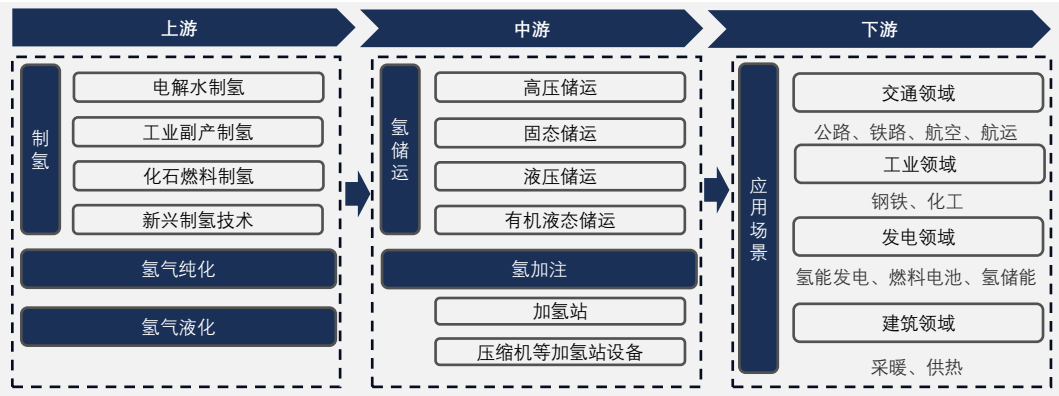 上游
中游
下游
制氢
电解水制氢
工业副产制氢
化石燃料制氢
新兴制氢技术
氢气纯化
氢气液化
氢储运
高压储运
固态储运
液压储运
有机液态储运
氢加注
加氢站
压缩机等加氢站设备
应用场景
交通领域
公路、铁路、航空、航运
工业领域
钢铁、化工
发电领域
氢能发电、燃料电池、氢储能
建筑领域
采暖、供热